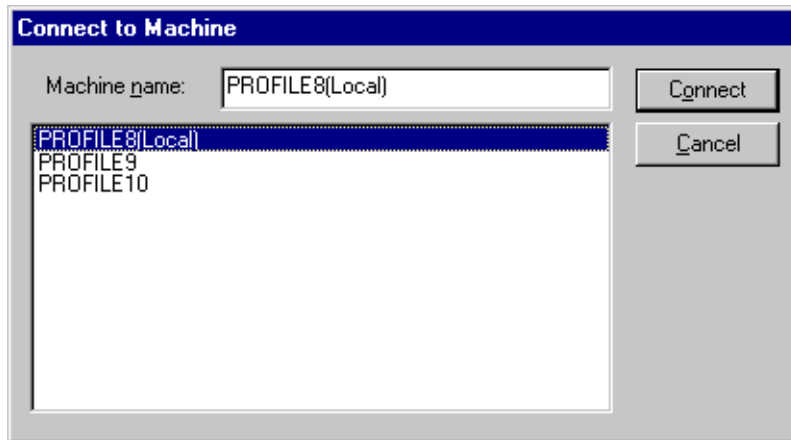 Connect to Machine
Machine name: PROFILE8(Local) Connect
PROFILE8(Local) Cancel
PROFILE9
PROFILE10